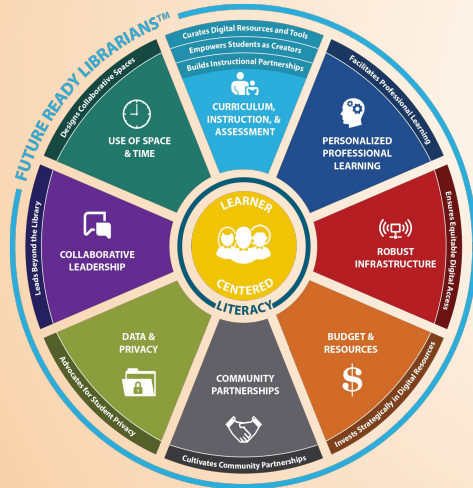 FUTURE READY LIBRARIANS™
Curates Digital Resources and Tools
Empowers Students as Creators
Builds Instructional Partnerships
CURRICULUM,
INSTRUCTION, &
ASSESSMENT
Facilitates Professional Learning
PERSONALIZED
PROFESSIONAL
LEARNING
Ensures Equitable Digital Access
ROBUST
INFRASTRUCTURE
Invests Strategically in Digital Resources
BUDGET &
RESOURCES
$
Cultivates Community Partnerships
COMMUNITY
PARTNERSHIPS
Advocates for Student Privacy
DATA &
PRIVACY
Leads Beyond the Library
COLLABORATIVE
LEADERSHIP
Designs Collaborative Spaces
USE OF SPACE
& TIME
LEARNER
CENTERED
LITERACY